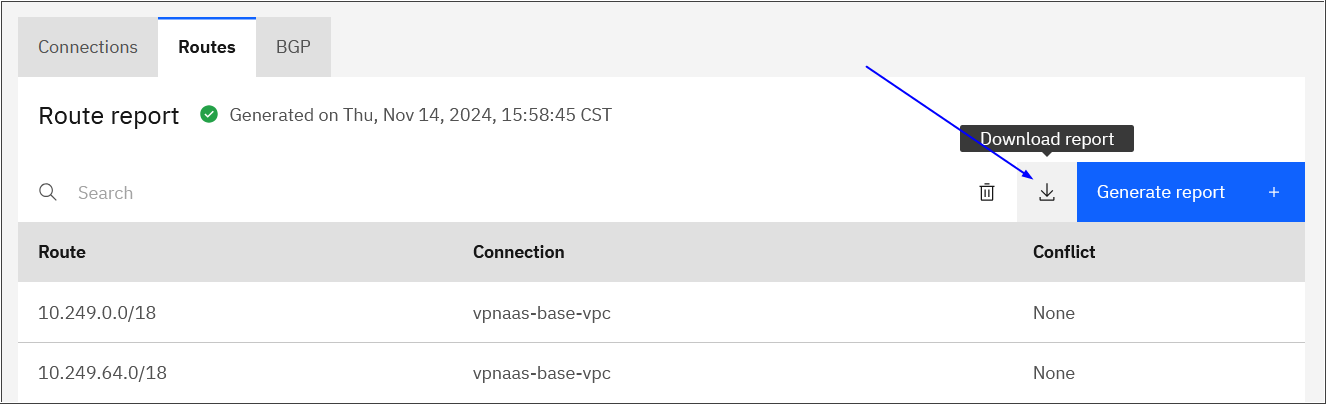 Connections Routes BGP
Route report Generated on Thu, Nov 14, 2024, 15:58:45 CST
Download report
Search Generate report +
Route Connection Conflict
10.249.0.0/18 vpnaas-base-vpc None
10.249.64.0/18 vpnaas-base-vpc None